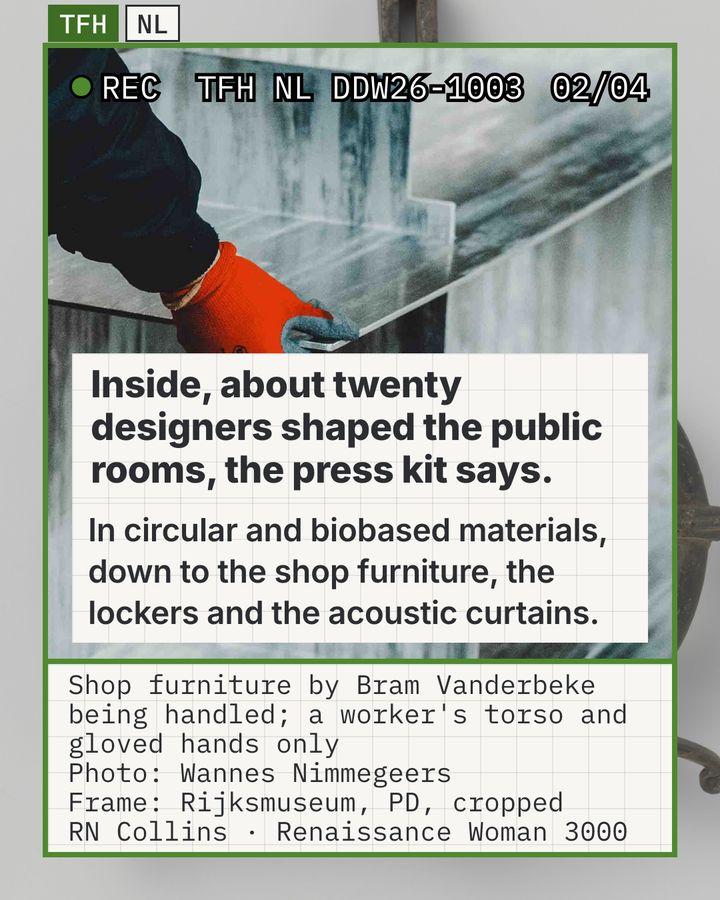 TFH NL
REC TFH NL DDW26-1003 02/04
Inside, about twenty
designers shaped the public
rooms, the press kit says.
In circular and biobased materials,
down to the shop furniture, the
lockers and the acoustic curtains.
Shop furniture by Bram Vanderbeke
being handled; a worker's torso and
gloved hands only
Photo: Wannes Nimmegeers
Frame: Rijksmuseum, PD, cropped
RN Collins · Renaissance Woman 3000